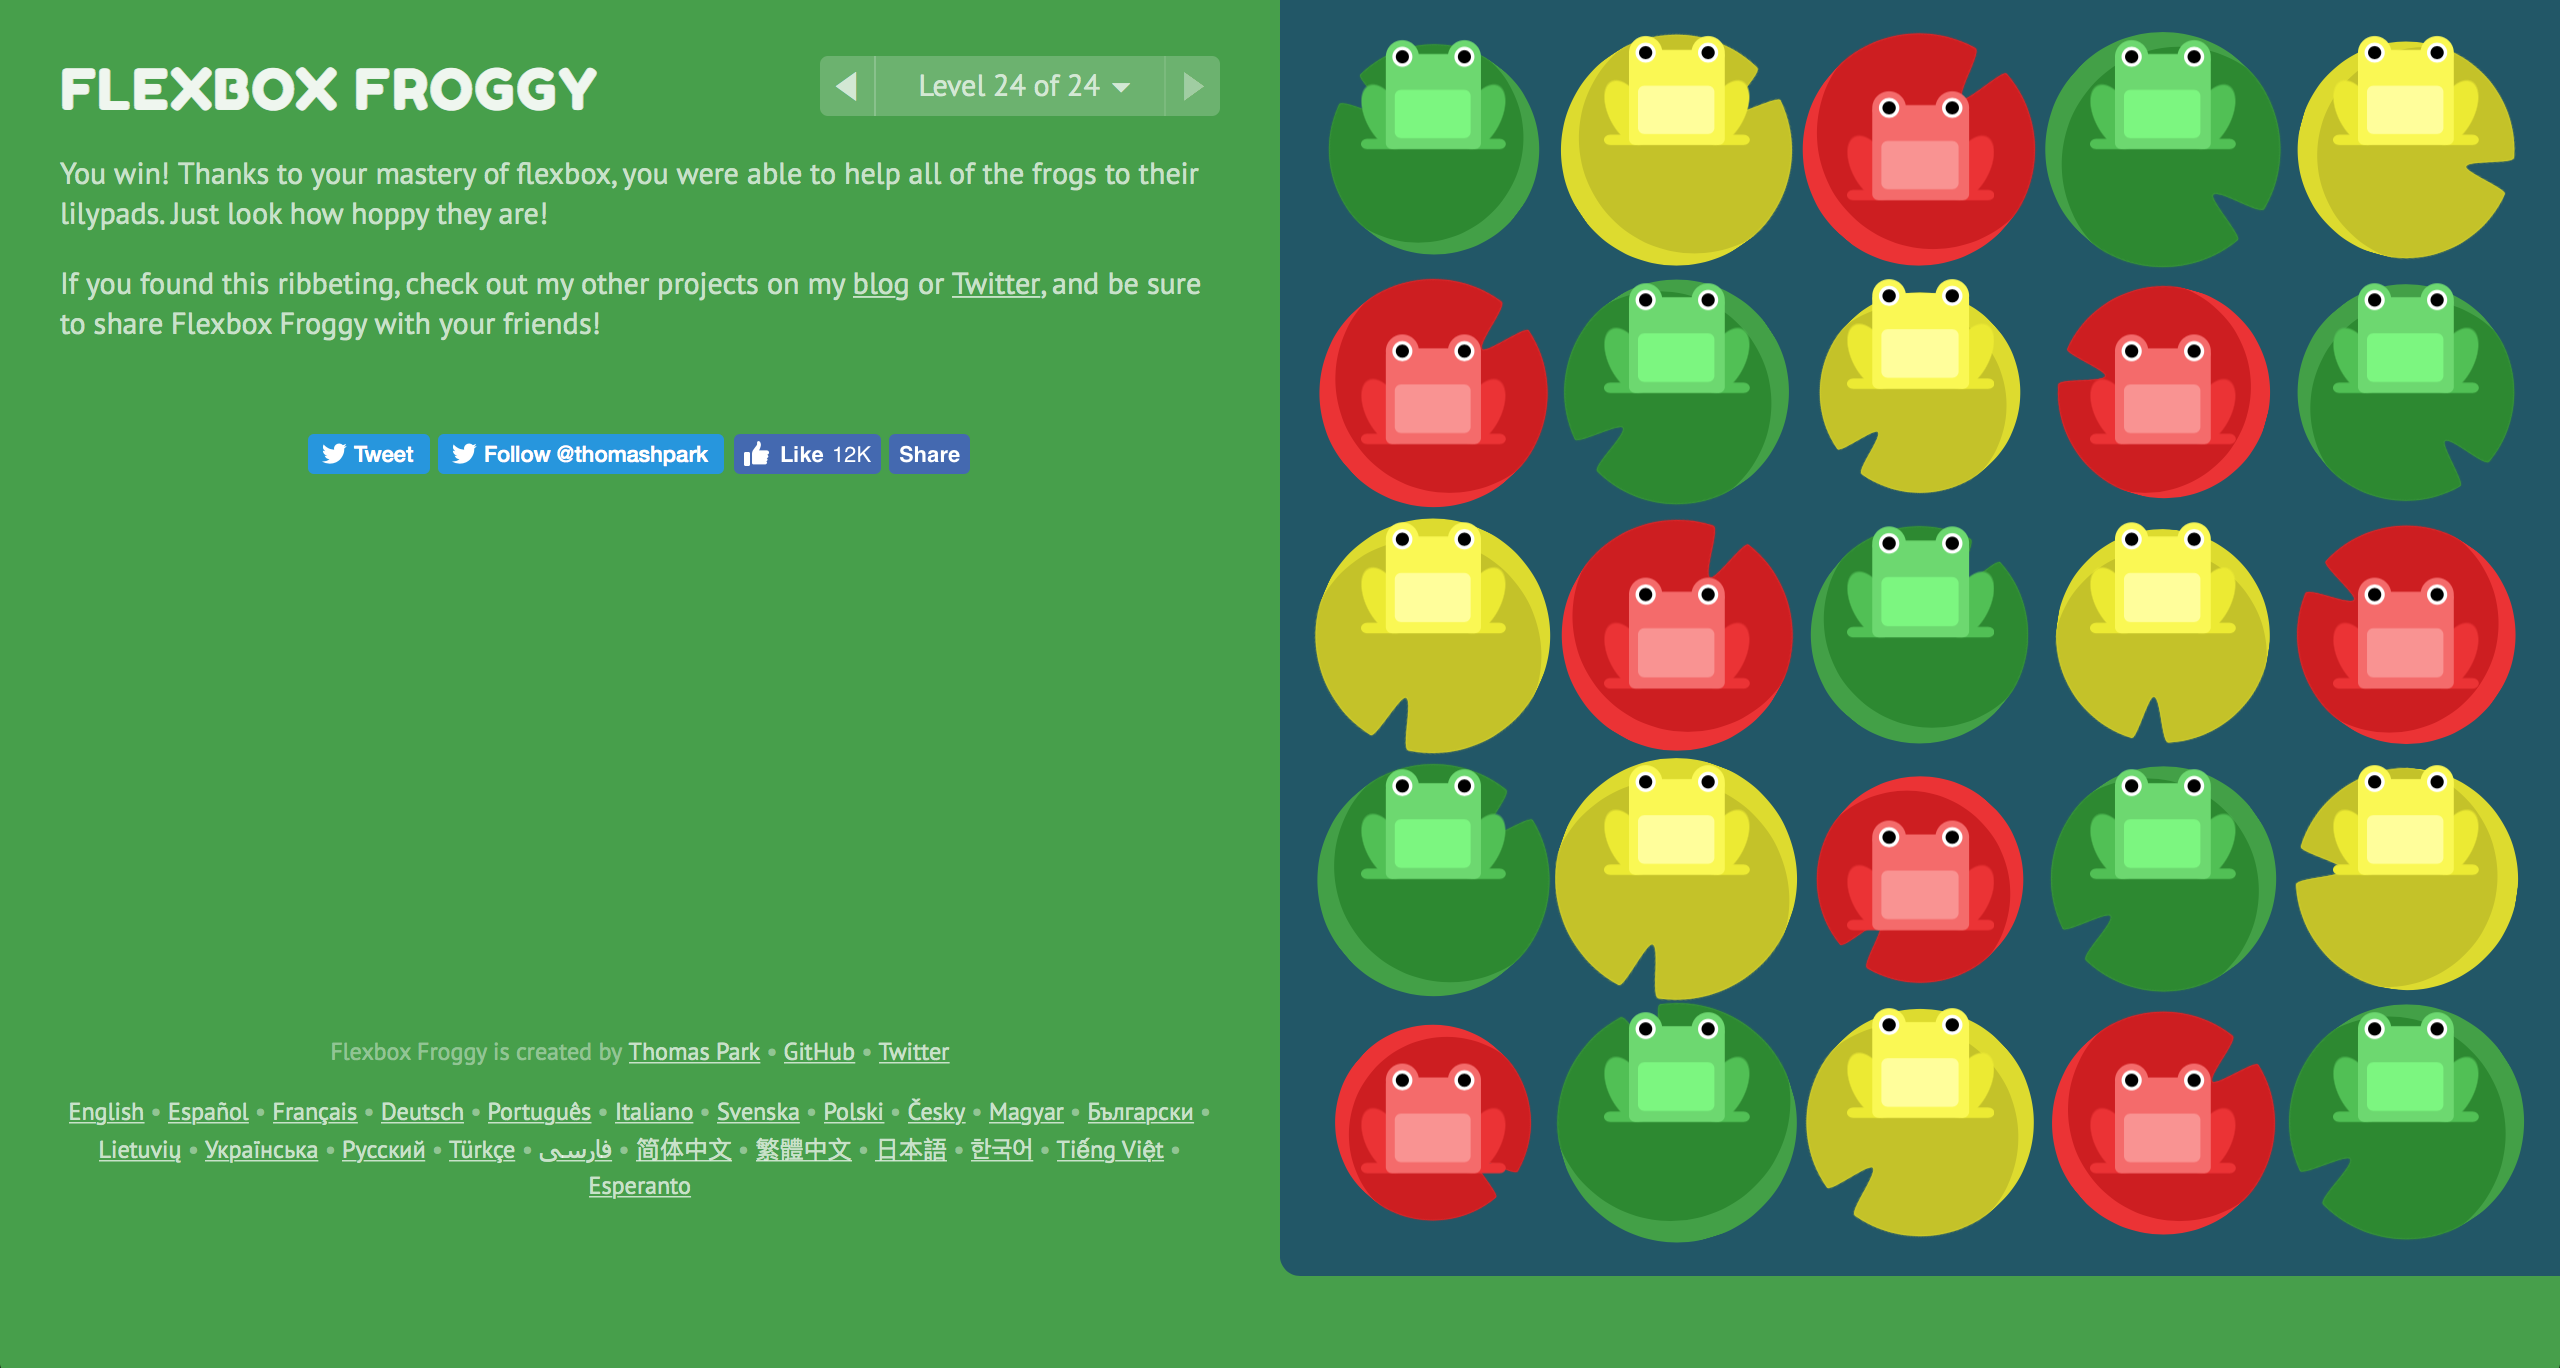 FLEXBOX FROGGY
Level 24 of 24
You win! Thanks to your mastery of flexbox, you were able to help all of the frogs to their
lilypads. Just look how hoppy they are!
If you found this ribbeting, check out my other projects on my blog or Twitter, and be sure
to share Flexbox Froggy with your friends!
Tweet Follow @thomashpark Like 12K Share
Flexbox Froggy is created by Thomas Park • GitHub • Twitter
English • Español • Français • Deutsch • Português • Italiano • Svenska • Polski • Česky • Magyar • Български •
Lietuvių • Українська • Русский • Türkçe • فارسی • 简体中文 • 繁體中文 • 日本語 • 한국어 • Tiếng Việt •
Esperanto